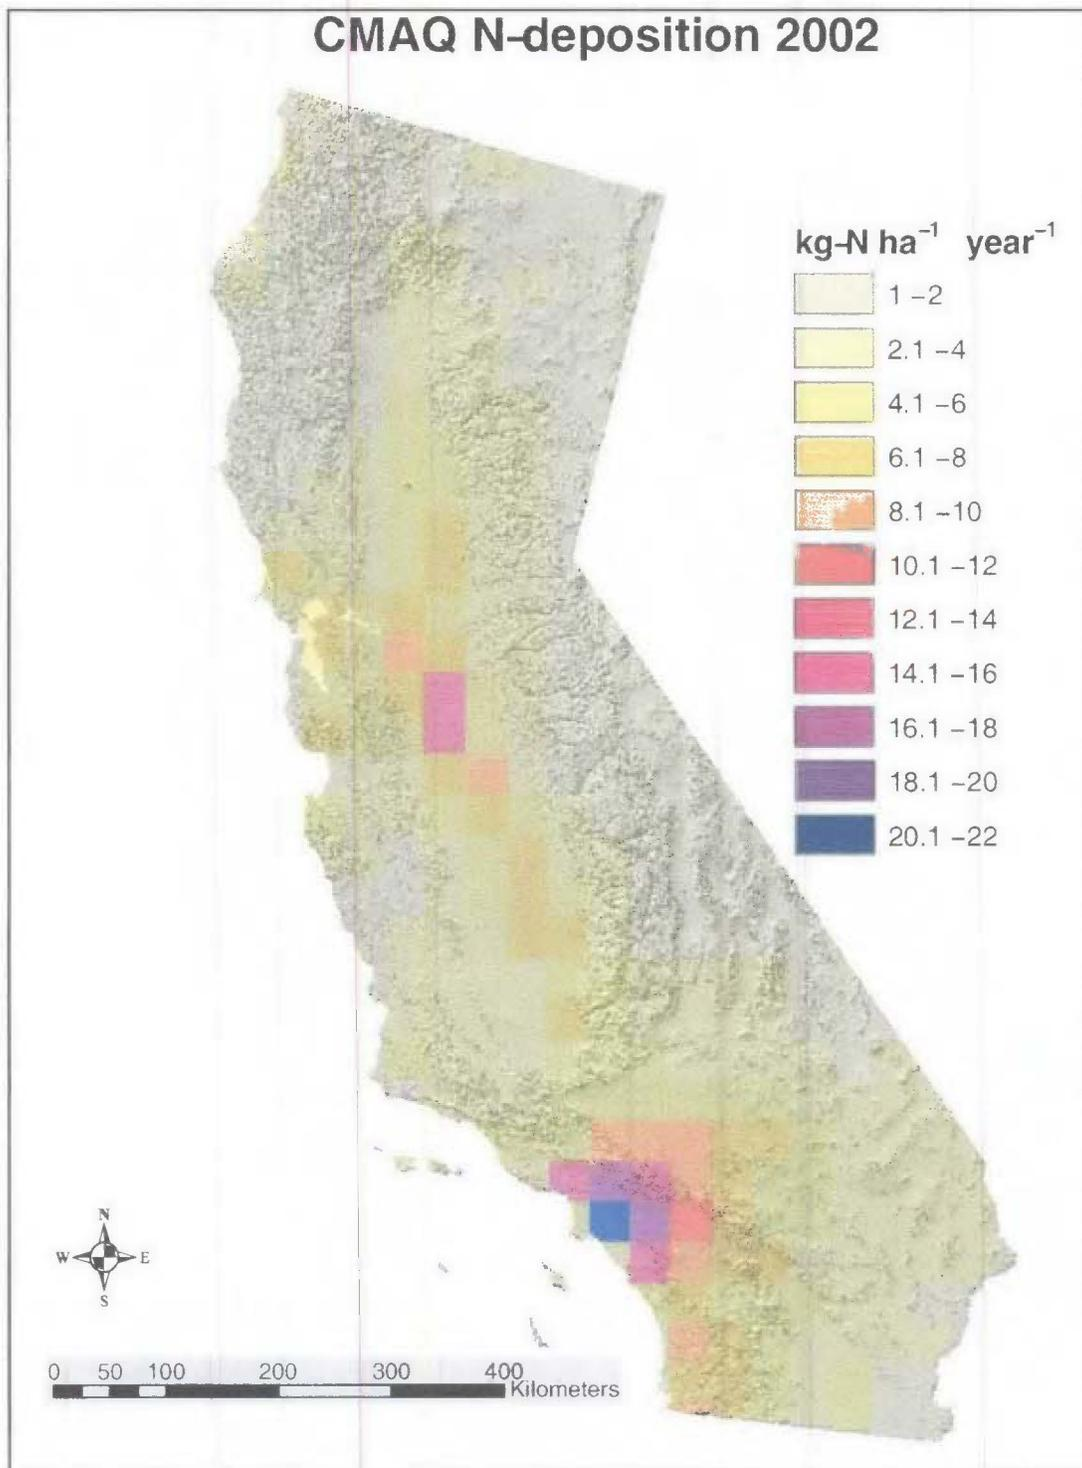 CMAQ N-deposition 2002
kg-N ha⁻¹ year⁻¹
1 –2
2.1 –4
4.1 –6
6.1 –8
8.1 –10
10.1 –12
12.1 –14
14.1 –16
16.1 –18
18.1 –20
20.1 –22
N
W E
S
0 50 100 200 300 400
Kilometers